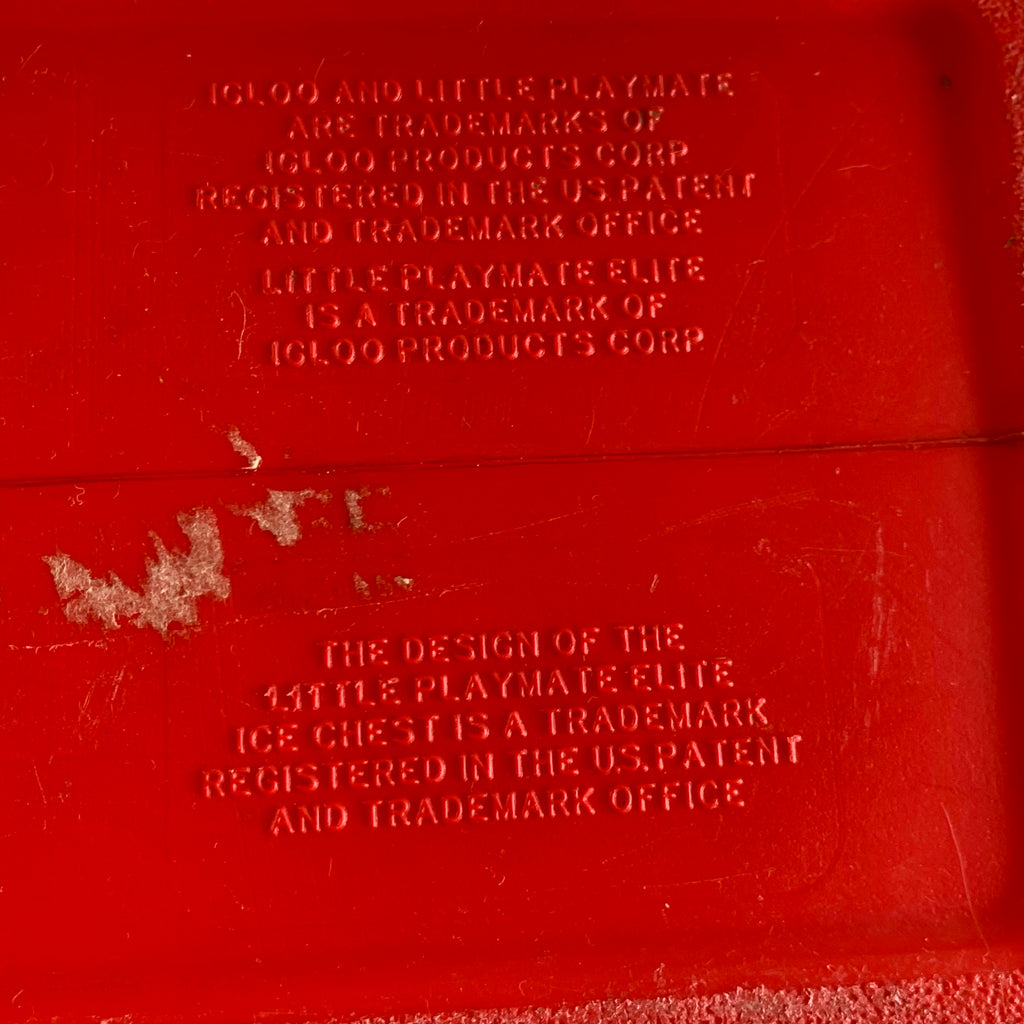 IGLOO AND LITTLE PLAYMATE
ARE TRADEMARKS OF
IGLOO PRODUCTS CORP
REGISTERED IN THE U.S. PATENT
AND TRADEMARK OFFICE
LITTLE PLAYMATE ELITE
IS A TRADEMARK OF
IGLOO PRODUCTS CORP
THE DESIGN OF THE
LITTLE PLAYMATE ELITE
ICE CHEST IS A TRADEMARK
REGISTERED IN THE U.S. PATENT
AND TRADEMARK OFFICE